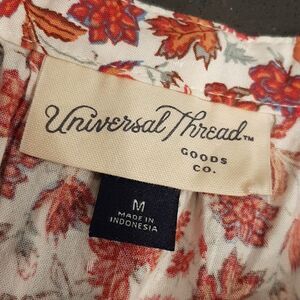 Universal Thread™
GOODS
CO.
M
MADE IN
INDONESIA